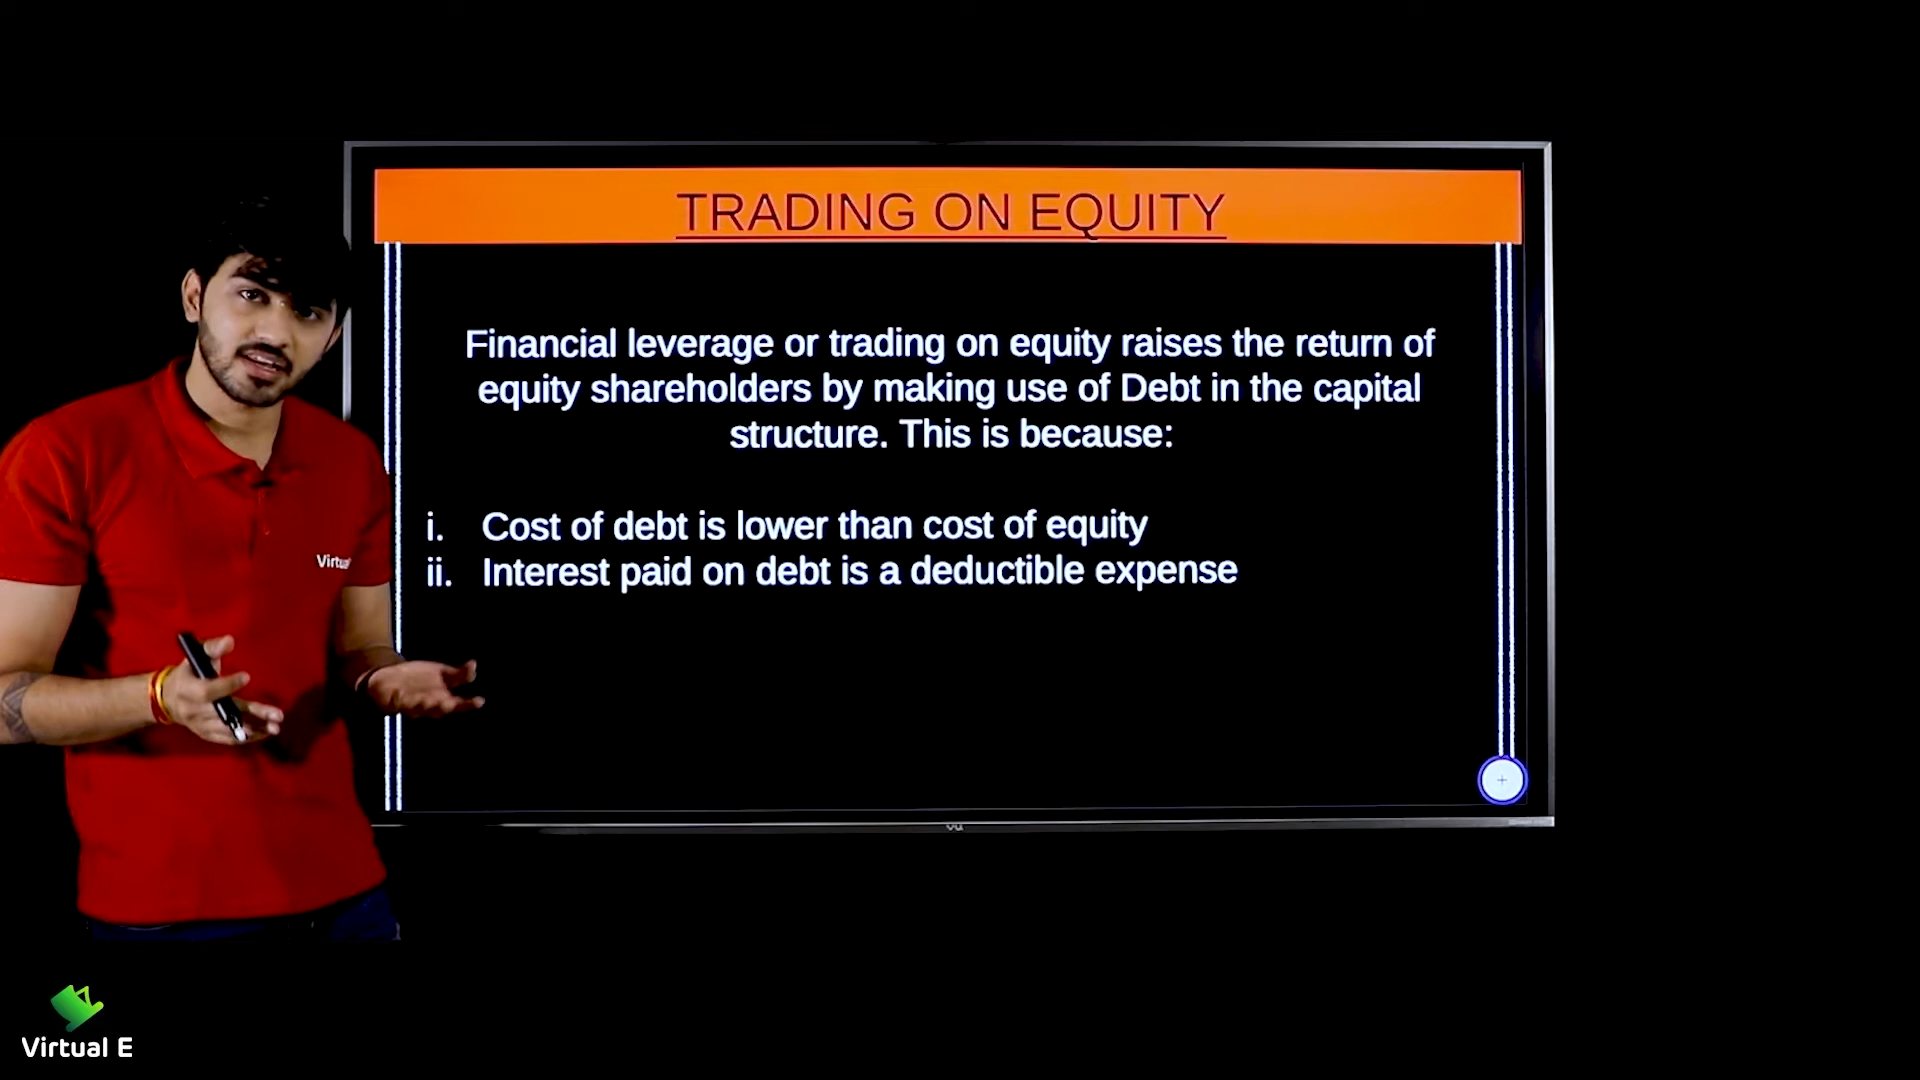 TRADING ON EQUITY
Financial leverage or trading on equity raises the return of
equity shareholders by making use of Debt in the capital
structure. This is because:
i. Cost of debt is lower than cost of equity
ii. Interest paid on debt is a deductible expense
Virtual
vu
Virtual E